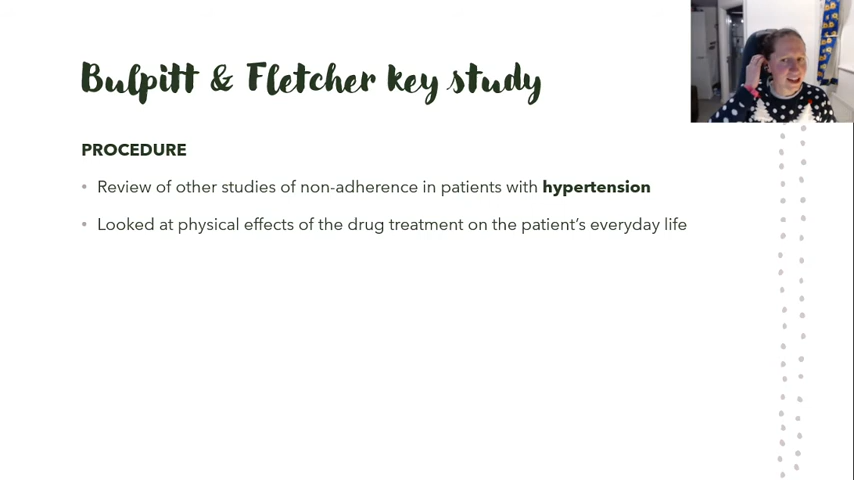 Bulpitt & Fletcher key study
PROCEDURE
• Review of other studies of non-adherence in patients with hypertension
• Looked at physical effects of the drug treatment on the patient's everyday life